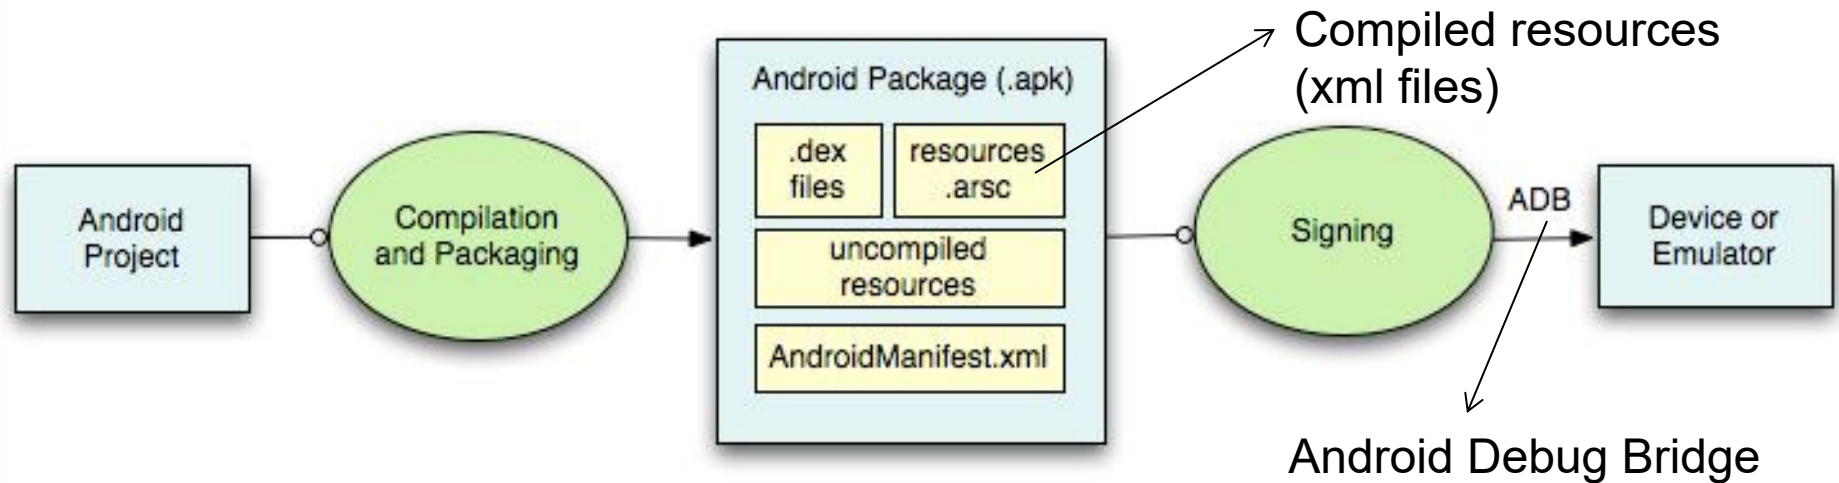 Compiled resources
(xml files)
Android Package (.apk)
.dex
files
resources
.arsc
Android
Project
Compilation
and Packaging
uncompiled
resources
AndroidManifest.xml
Signing
ADB
Device or
Emulator
Android Debug Bridge